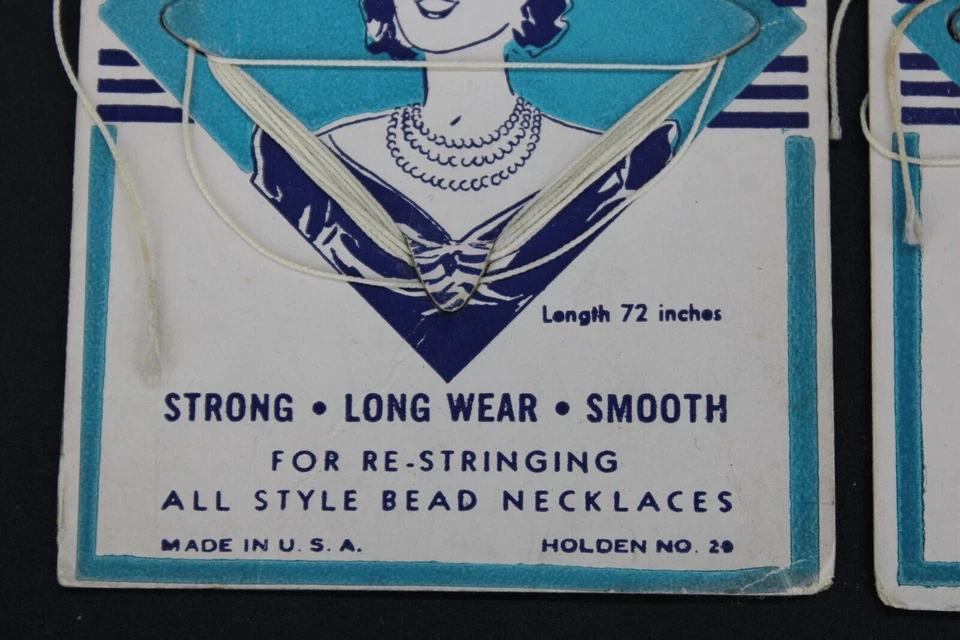 Length 72 inches
STRONG • LONG WEAR • SMOOTH
FOR RE-STRINGING
ALL STYLE BEAD NECKLACES
MADE IN U.S.A.
HOLDEN NO. 20